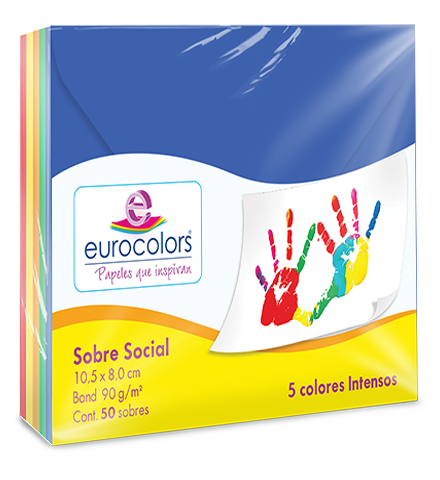 e
eurocolors®
Papeles que inspiran
Sobre Social
10,5 x 8,0 cm
Bond 90 g/m²
Cont. 50 sobres
5 colores Intensos